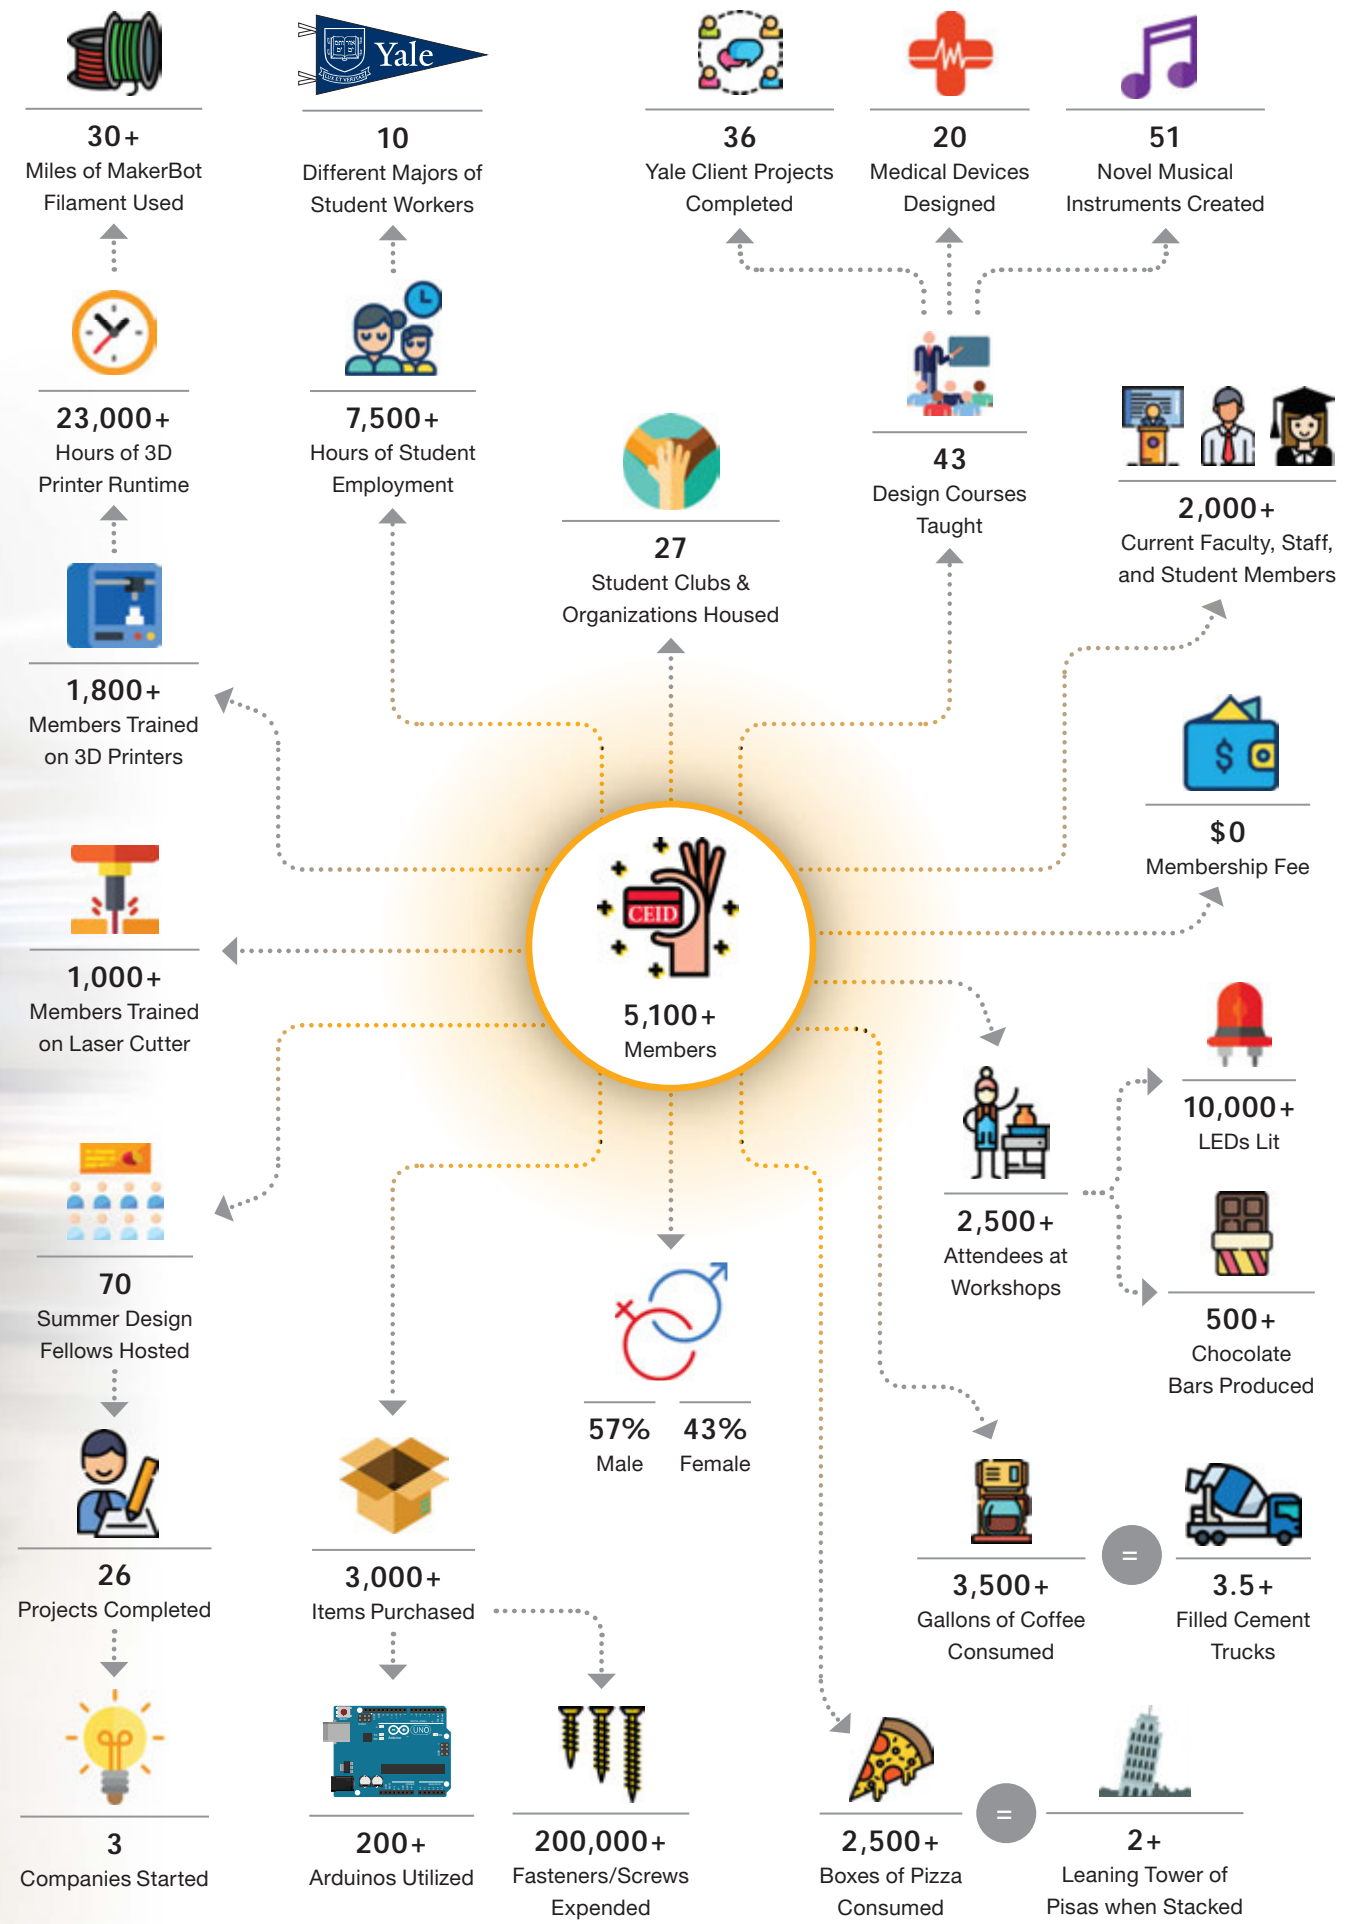 Yale
30+
Miles of MakerBot
Filament Used
10
Different Majors of
Student Workers
36
Yale Client Projects
Completed
20
Medical Devices
Designed
51
Novel Musical
Instruments Created
23,000+
Hours of 3D
Printer Runtime
7,500+
Hours of Student
Employment
27
Student Clubs &
Organizations Housed
43
Design Courses
Taught
2,000+
Current Faculty, Staff,
and Student Members
1,800+
Members Trained
on 3D Printers
$
$0
Membership Fee
1,000+
Members Trained
on Laser Cutter
CEID
5,100+
Members
10,000+
LEDs Lit
2,500+
Attendees at
Workshops
500+
Chocolate
Bars Produced
70
Summer Design
Fellows Hosted
57%
Male
43%
Female
26
Projects Completed
3,000+
Items Purchased
3,500+
Gallons of Coffee
Consumed
=
3.5+
Filled Cement
Trucks
UNO
3
Companies Started
200+
Arduinos Utilized
200,000+
Fasteners/Screws
Expended
2,500+
Boxes of Pizza
Consumed
=
2+
Leaning Tower of
Pisas when Stacked